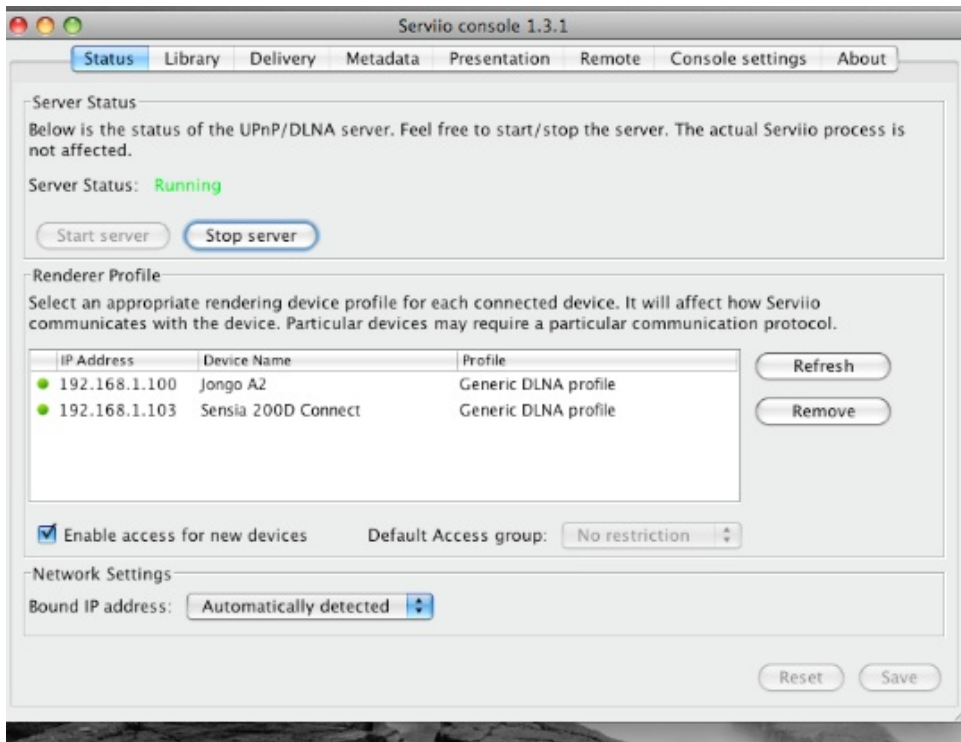 Serviio console 1.3.1
Status Library Delivery Metadata Presentation Remote Console settings About
Server Status
Below is the status of the UPnP/DLNA server. Feel free to start/stop the server. The actual Serviio process is
not affected.
Server Status: Running
Start server Stop server
Renderer Profile
Select an appropriate rendering device profile for each connected device. It will affect how Serviio
communicates with the device. Particular devices may require a particular communication protocol.
IP Address Device Name Profile
192.168.1.100 Jongo A2 Generic DLNA profile
192.168.1.103 Sensia 200D Connect Generic DLNA profile
Refresh
Remove
Enable access for new devices Default Access group: No restriction
Network Settings
Bound IP address: Automatically detected
Reset Save